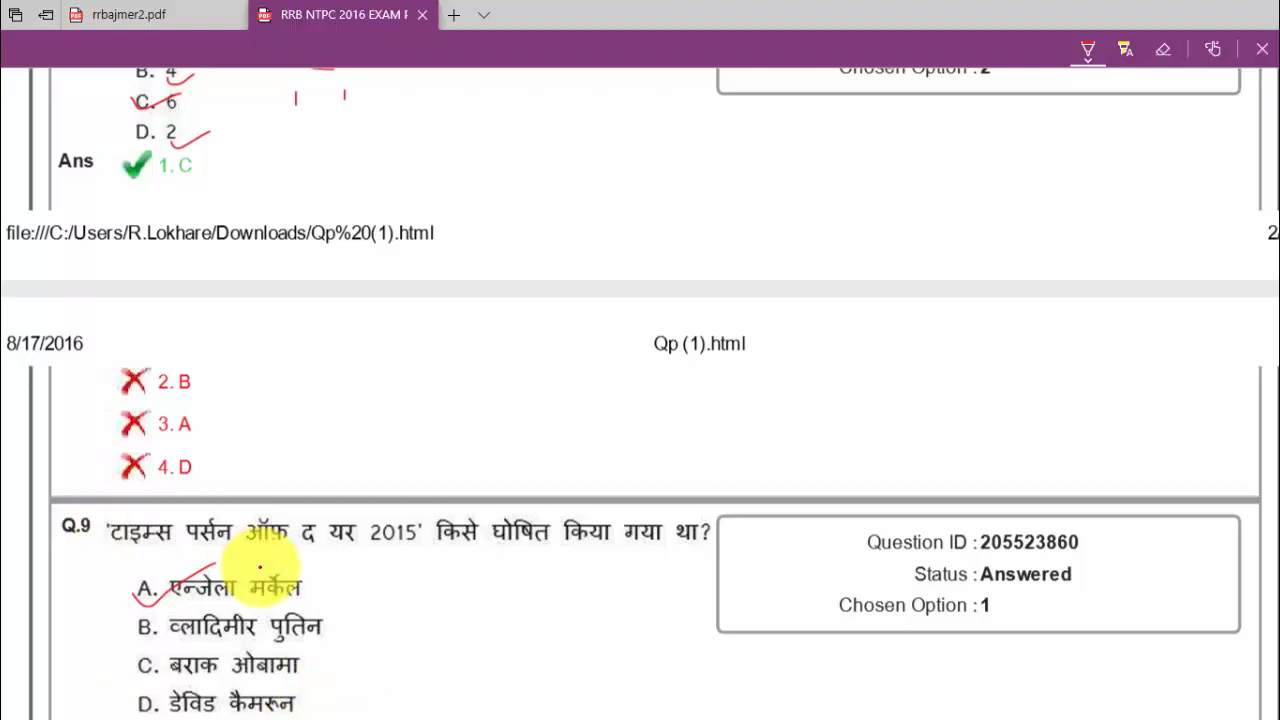 rrbajmer2.pdf
RRB NTPC 2016 EXAM
B. 4
Chosen Option : 2
C. 6
D. 2
Ans
1. C
file:///C:/Users/R.Lokhare/Downloads/Qp%20(1).html
2/
8/17/2016
Qp (1).html
2. B
3. A
4. D
Q.9 'टाइम्स पर्सन ऑफ़ द यर 2015' किसे घोषित किया गया था?
Question ID : 205523860
Status : Answered
Chosen Option : 1
A. एन्जेला मर्केल
B. व्लादिमीर पुतिन
C. बराक ओबामा
D. डेविड कैमरून